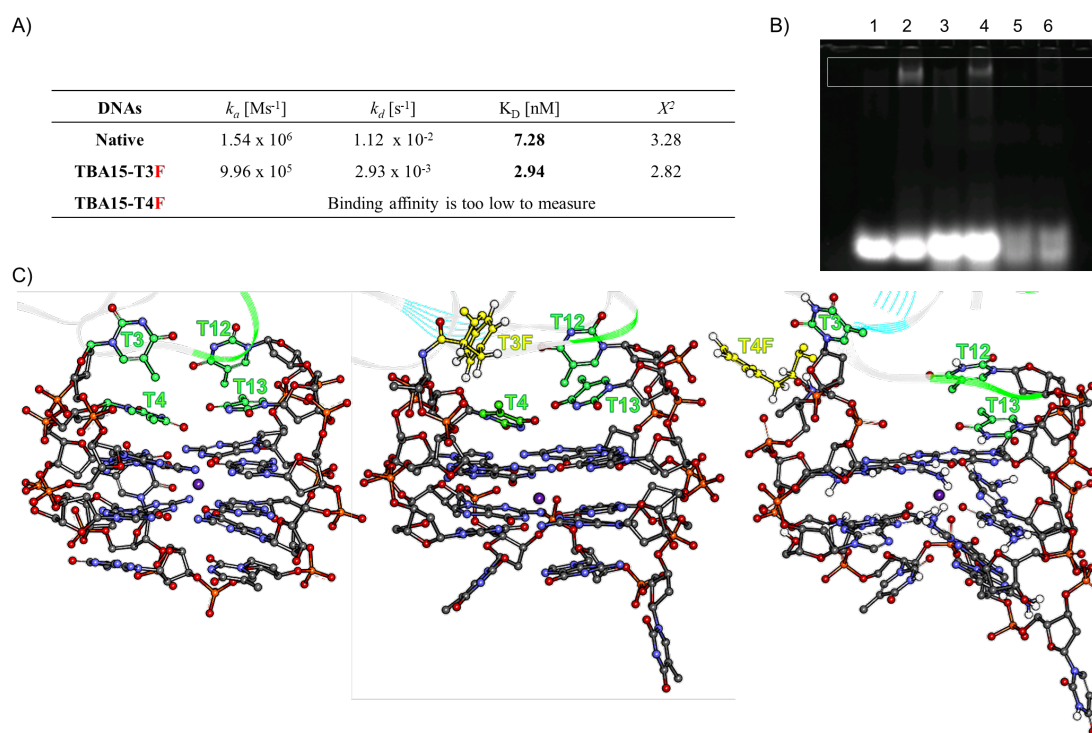 A)
DNAs kₐ [Ms⁻¹] k_d [s⁻¹] K_D [nM] X²
Native 1.54 x 10⁶ 1.12 x 10⁻² 7.28 3.28
TBA15-T3F 9.96 x 10⁵ 2.93 x 10⁻³ 2.94 2.82
TBA15-T4F Binding affinity is too low to measure
B)
1 2 3 4 5 6
C)
T3 T12
T13
T4
T3F T12
T4 T13
T3
T4F T12
T13